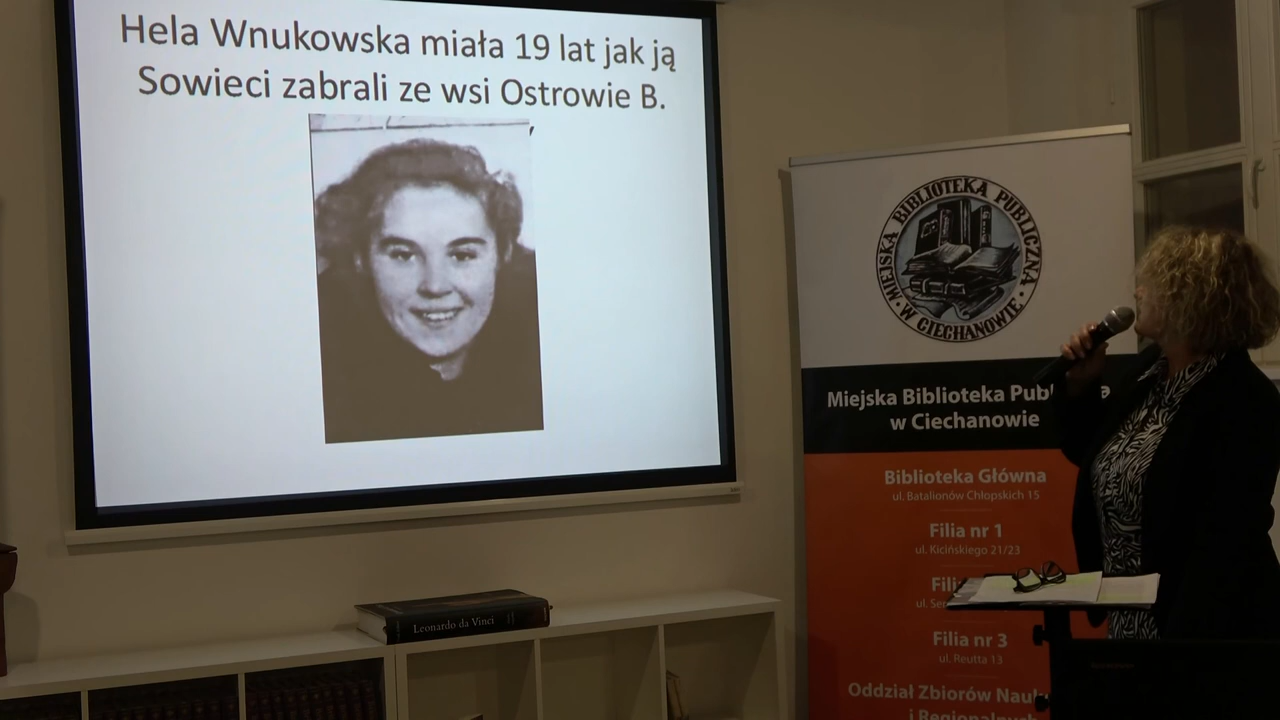 Hela Wnukowska miała 19 lat jak ją
Sowieci zabrali ze wsi Ostrowie B.
MIEJSKA BIBLIOTEKA PUBLICZNA
• W CIECHANOWIE •
Miejska Biblioteka
w Ciechanowie
Biblioteka Główna
ul. Batalionów Chłopskich 15
Filia nr 1
ul. Kicińskiego 21/23
ul.
Filia nr 3
ul. Reutta 13
Oddział Zbiorów
i Regionalnych
Leonardo da Vinci